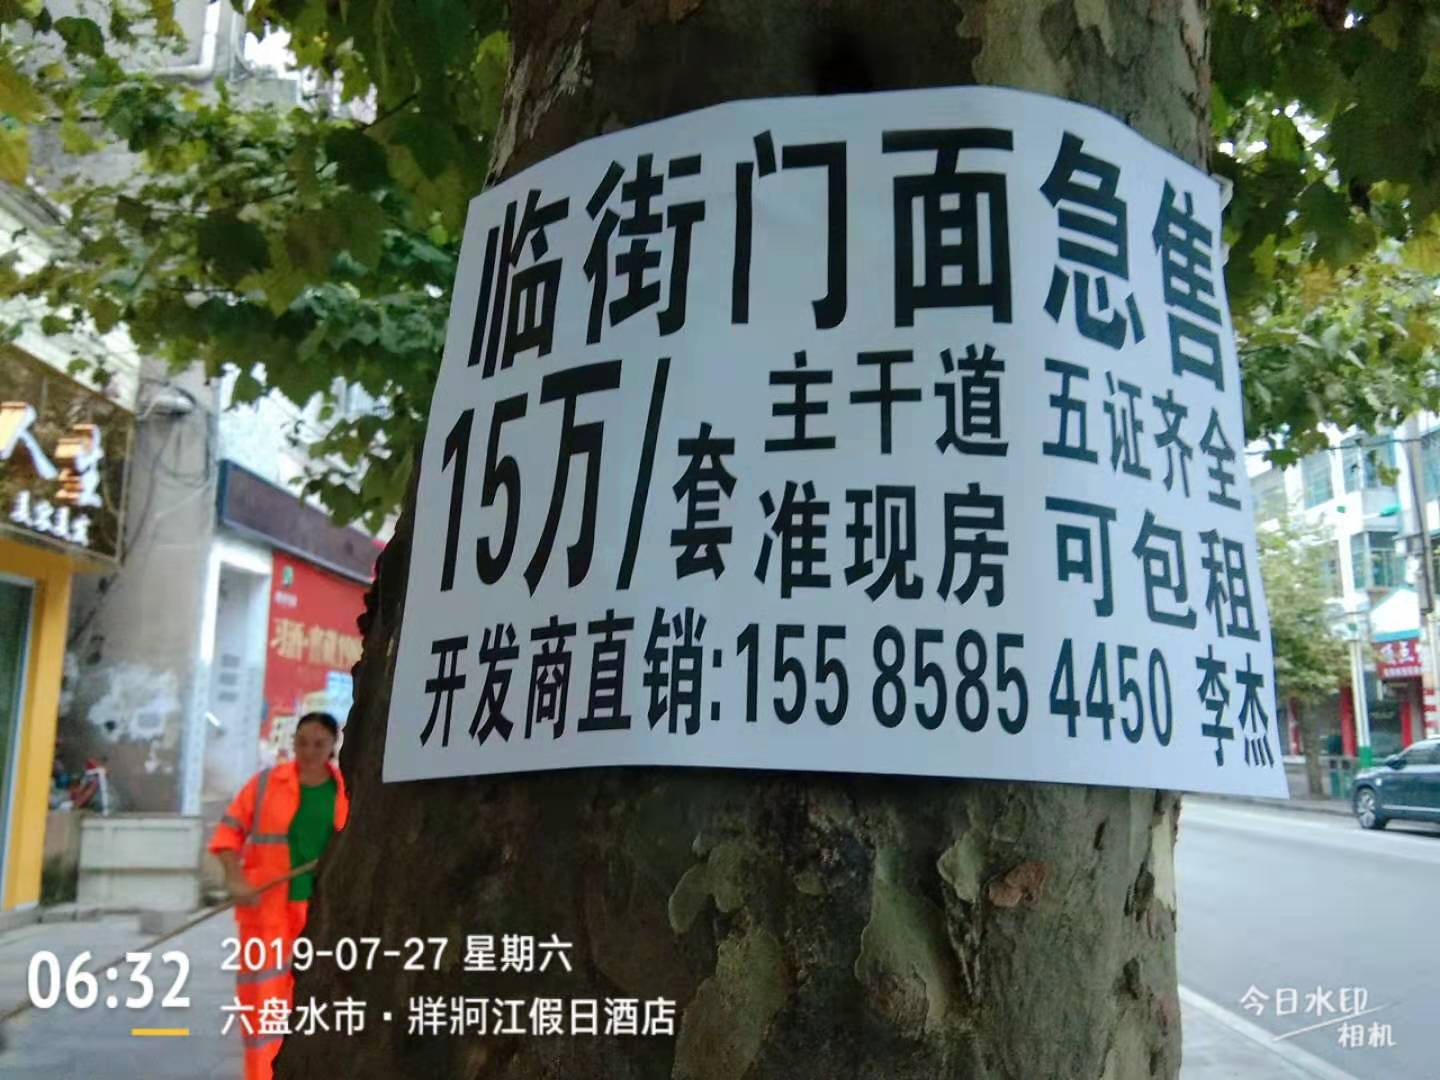 临街门面急售
15万/套 主干道 五证齐全
准现房 可包租
开发商直销:155 8585 4450 李杰
06:32
2019-07-27 星期六
六盘水市·牂牁江假日酒店
今日水印
相机